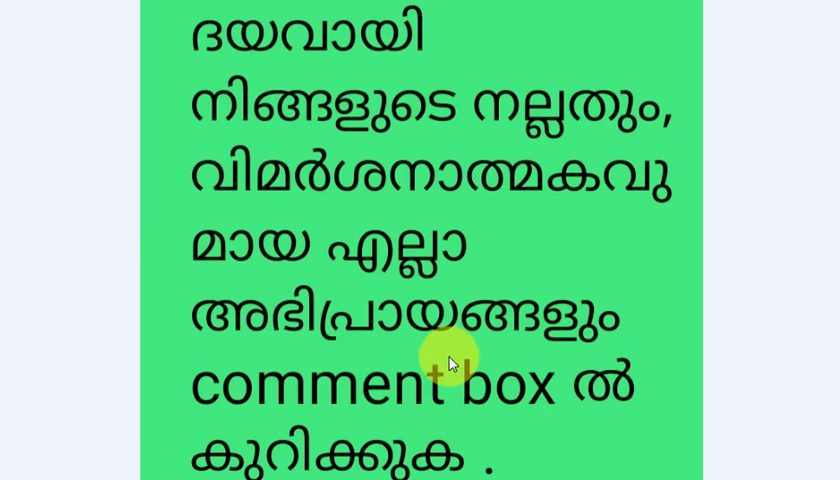 ദയവായി
നിങ്ങളുടെ നല്ലതും,
വിമർശനാത്മകവു
മായ എല്ലാ
അഭിപ്രായങ്ങളും
comment box ൽ
കുറിക്കുക .